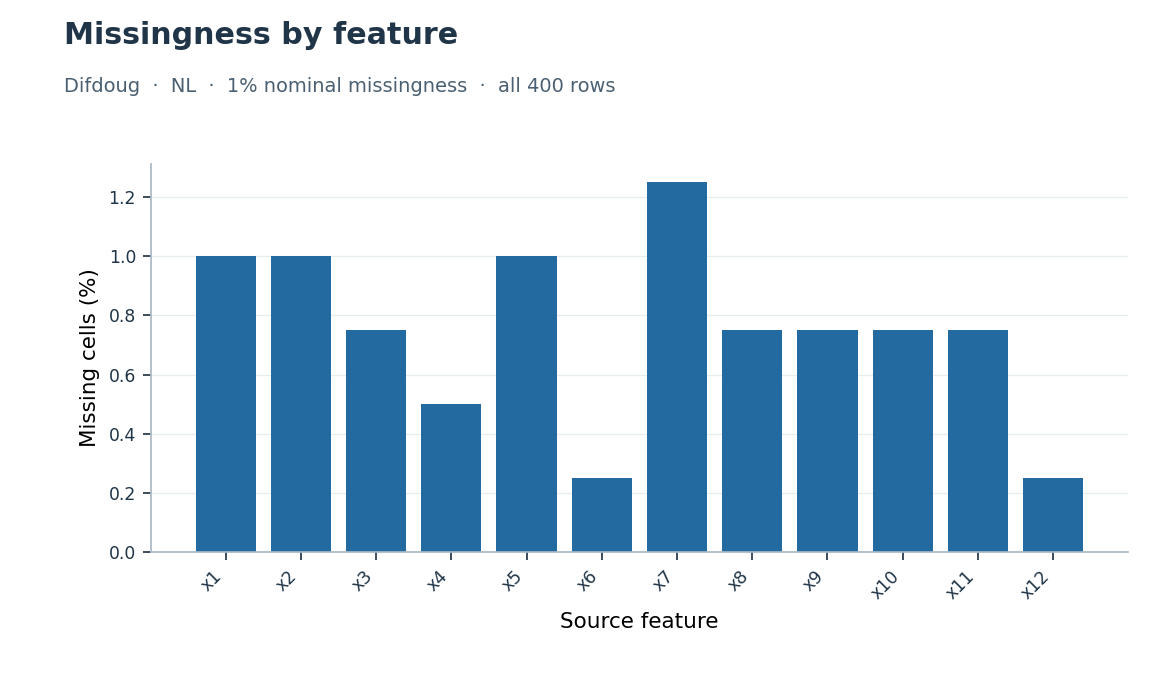 Missingness by feature
Difdoug · NL · 1% nominal missingness · all 400 rows
Missing cells (%)
1.2
1.0
0.8
0.6
0.4
0.2
0.0
x1 x2 x3 x4 x5 x6 x7 x8 x9 x10 x11 x12
Source feature